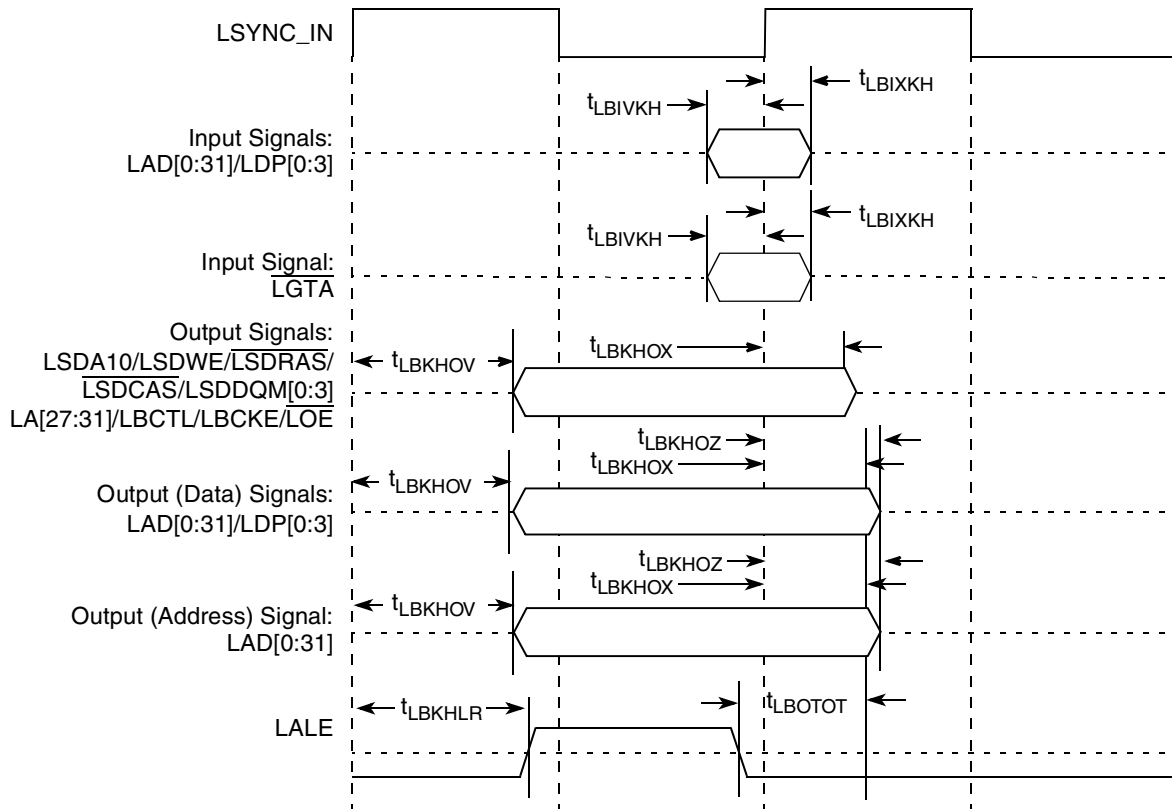 LSYNC_IN
tLBIXKH
tLBIVKH
Input Signals:
LAD[0:31]/LDP[0:3]
tLBIXKH
tLBIVKH
Input Signal:
LGTA
Output Signals:
LSDA10/LSDWE/LSDRAS/
LSDCAS/LSDDQM[0:3]
LA[27:31]/LBCTL/LBCKE/LOE
tLBKHOV
tLBKHOX
tLBKHOZ
tLBKHOX
tLBKHOV
Output (Data) Signals:
LAD[0:31]/LDP[0:3]
tLBKHOZ
tLBKHOX
tLBKHOV
Output (Address) Signal:
LAD[0:31]
tLBKHLR
tLBOTOT
LALE